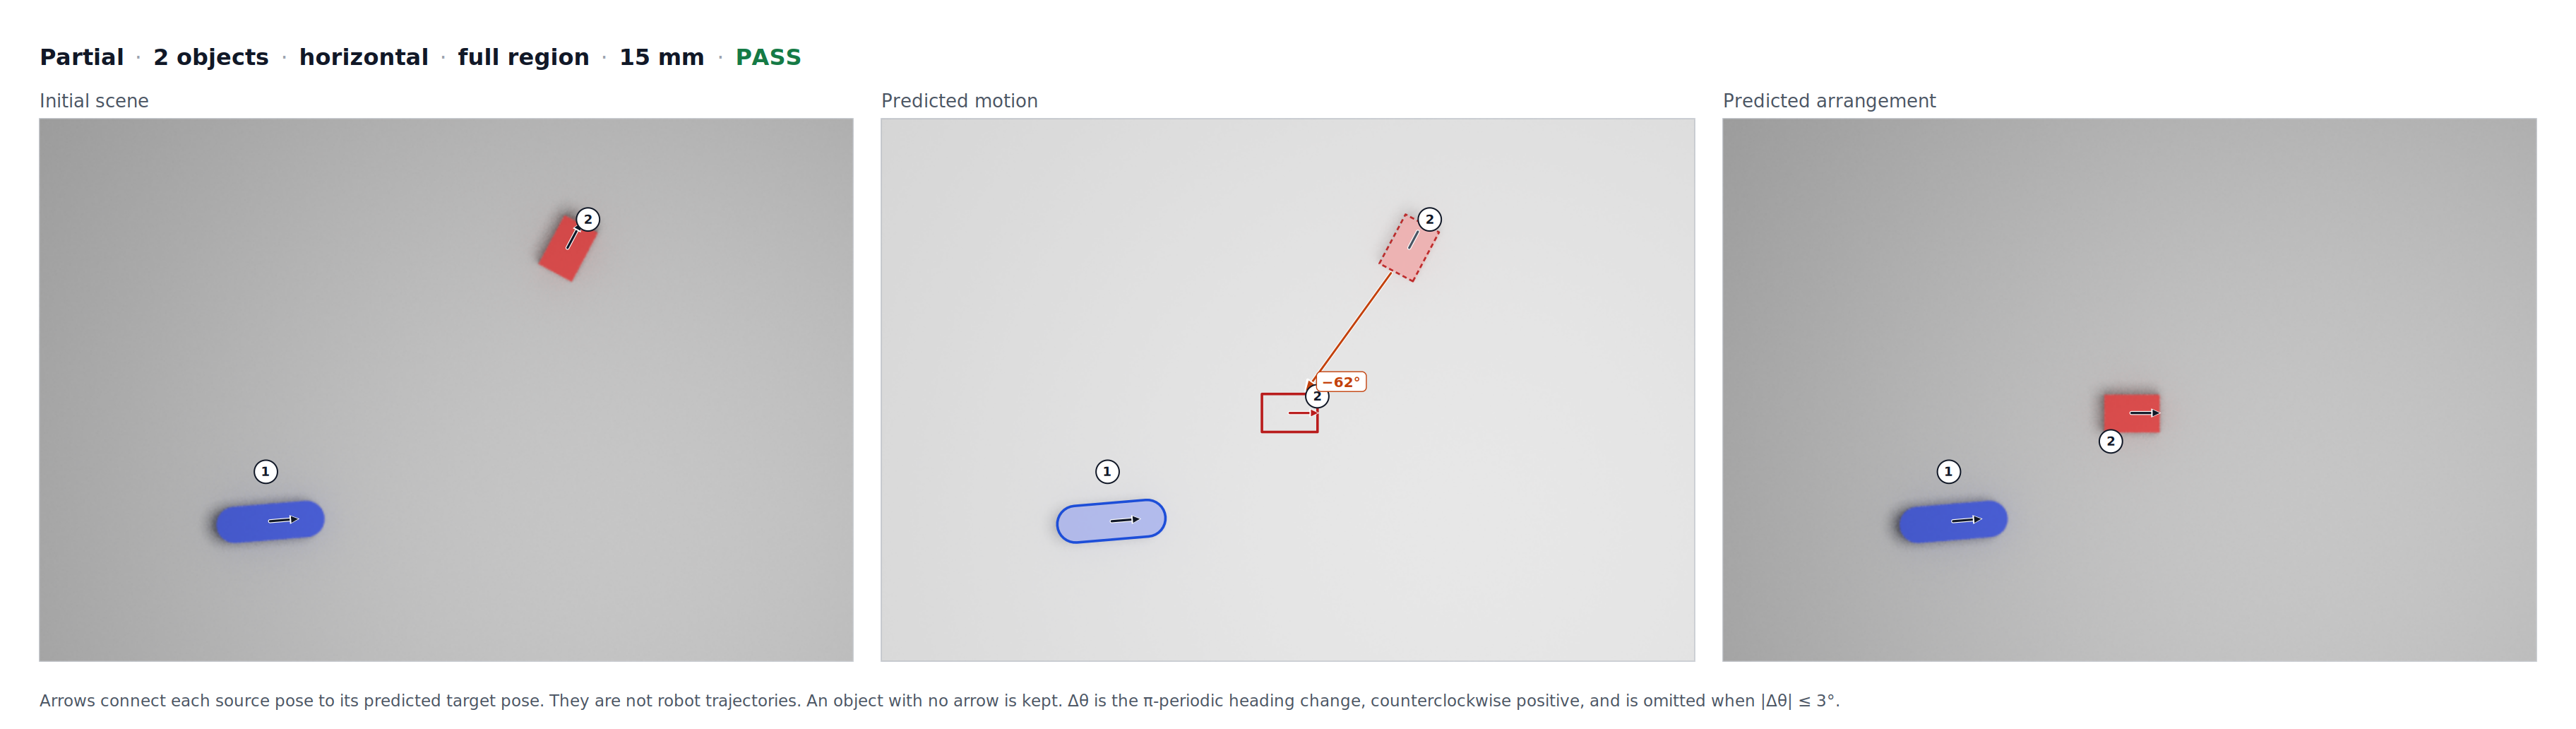 Partial · 2 objects · horizontal · full region · 15 mm · PASS
Initial scene
Predicted motion
Predicted arrangement
2
2
2
−62°
2
1
1
1
Arrows connect each source pose to its predicted target pose. They are not robot trajectories. An object with no arrow is kept. Δθ is the π-periodic heading change, counterclockwise positive, and is omitted when |Δθ| ≤ 3°.